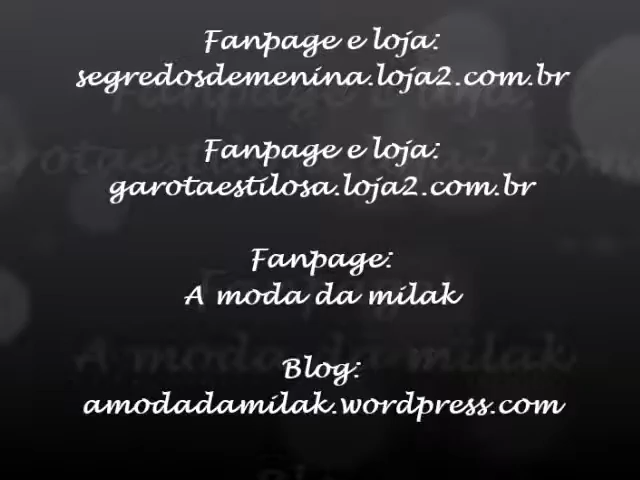 Fanpage e loja:
segredosdemenina.loja2.com.br
Fanpage e loja:
garotaestilosa.loja2.com.br
Fanpage:
A moda da milak
Blog:
amodadamilak.wordpress.com